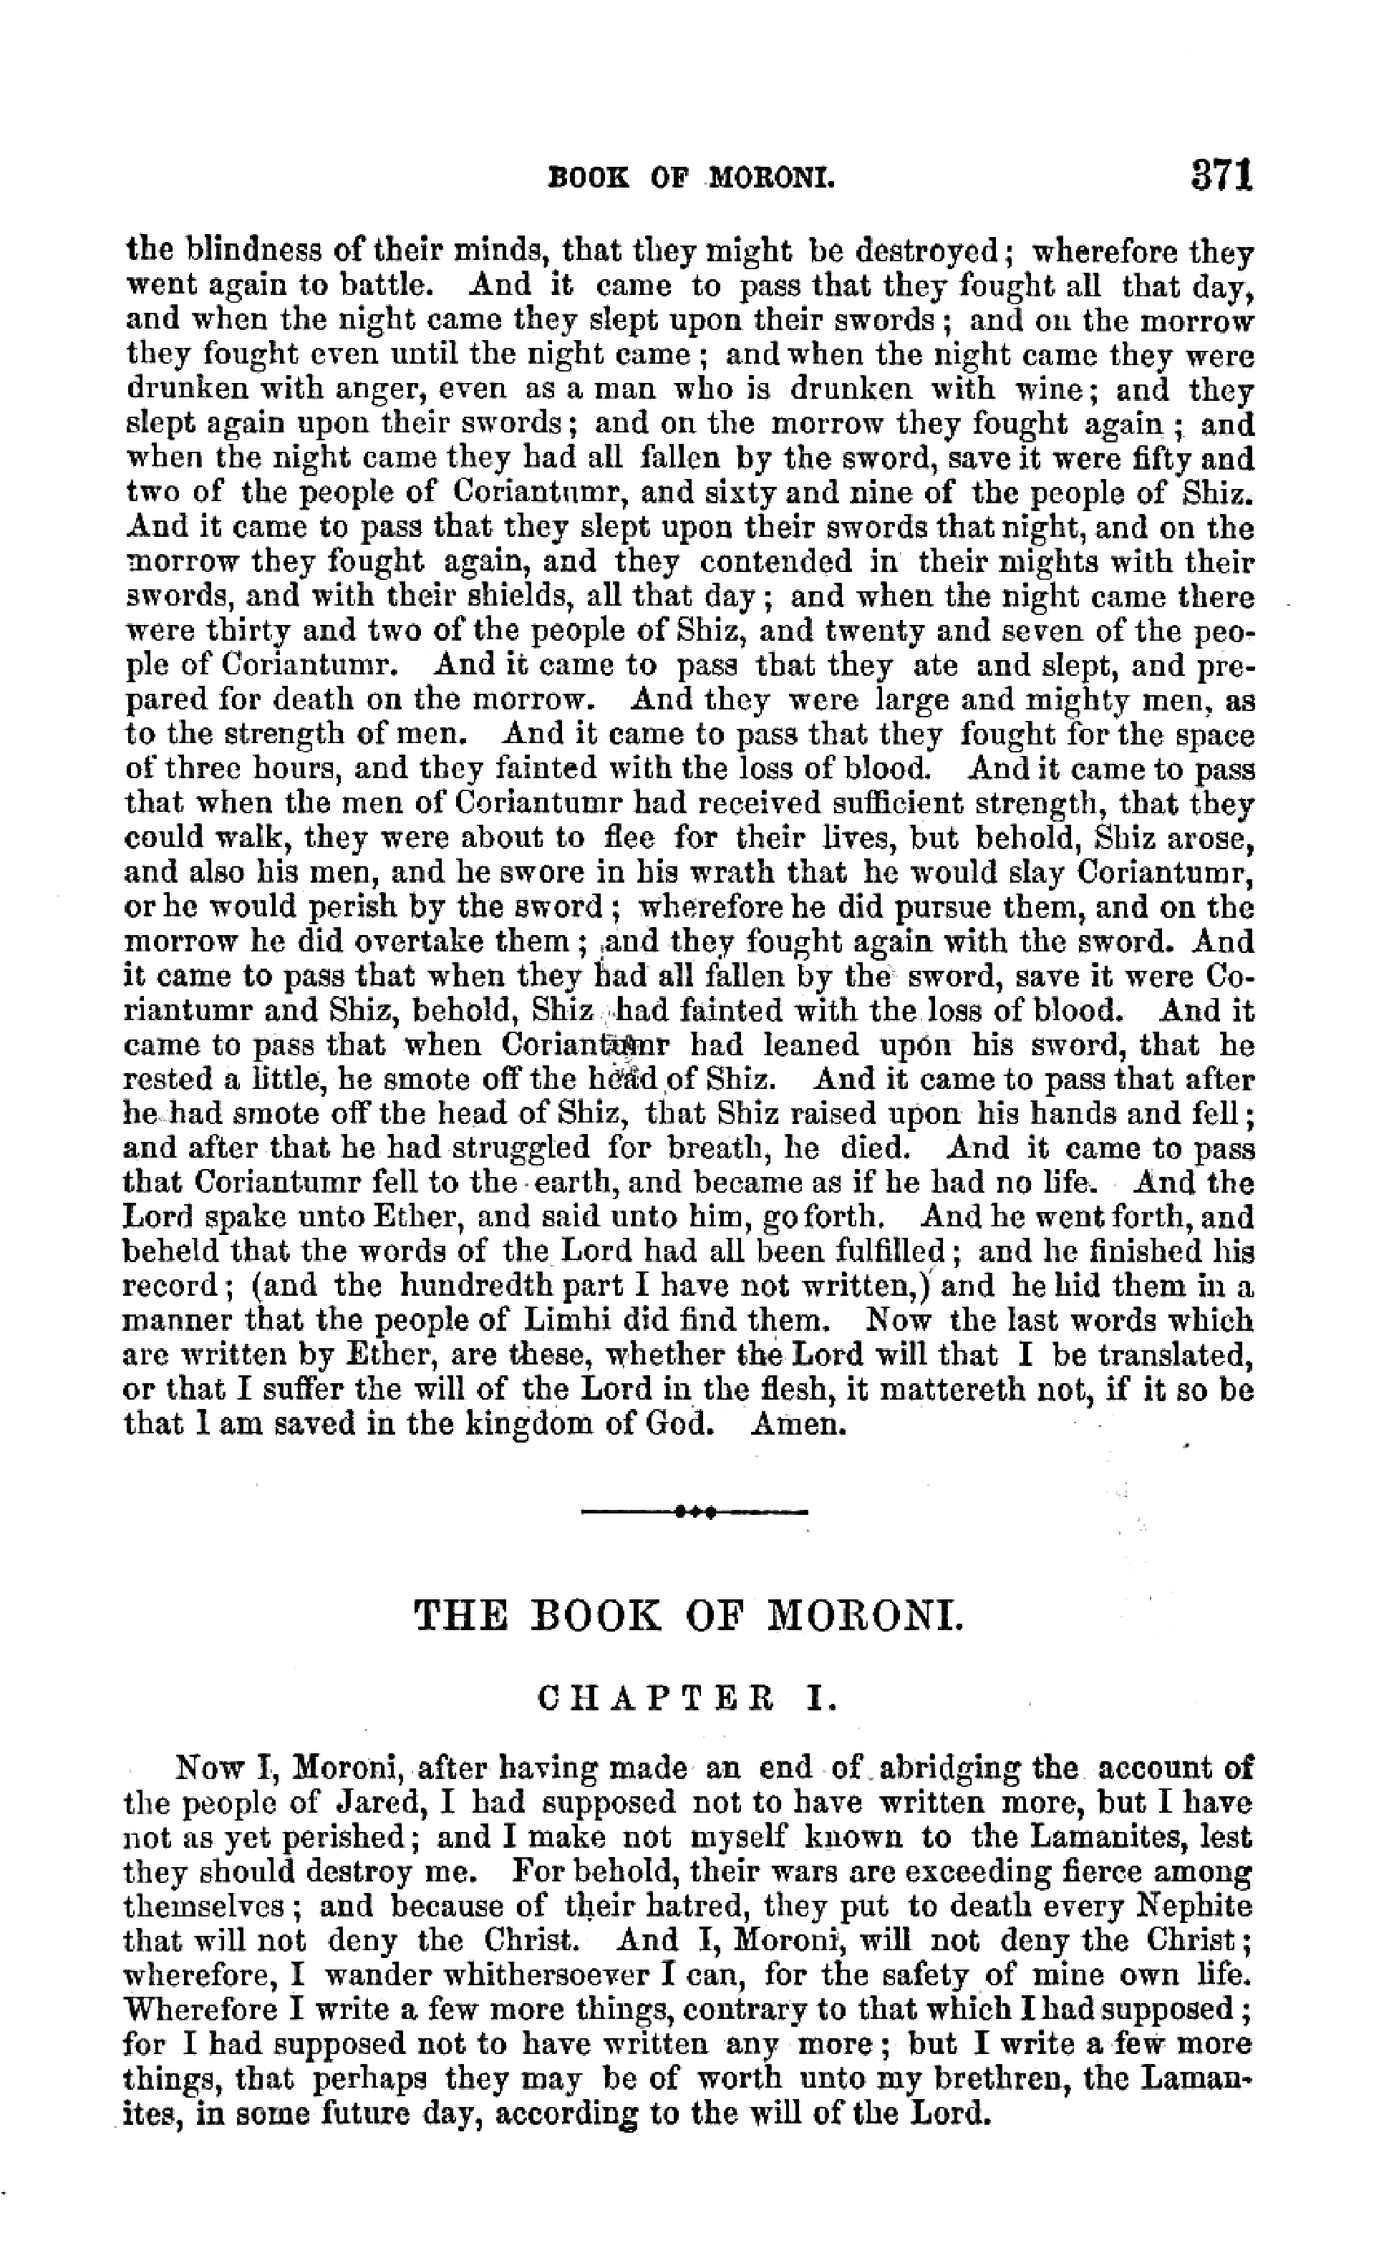 BOOK OF MORONI. 371
the blindness of their minds, that they might be destroyed; wherefore they
went again to battle. And it came to pass that they fought all that day,
and when the night came they slept upon their swords; and on the morrow
they fought even until the night came; and when the night came they were
drunken with anger, even as a man who is drunken with wine; and they
slept again upon their swords; and on the morrow they fought again; and
when the night came they had all fallen by the sword, save it were fifty and
two of the people of Coriantumr, and sixty and nine of the people of Shiz.
And it came to pass that they slept upon their swords that night, and on the
morrow they fought again, and they contended in their mights with their
swords, and with their shields, all that day; and when the night came there
were thirty and two of the people of Shiz, and twenty and seven of the peo-
ple of Coriantumr. And it came to pass that they ate and slept, and pre-
pared for death on the morrow. And they were large and mighty men, as
to the strength of men. And it came to pass that they fought for the space
of three hours, and they fainted with the loss of blood. And it came to pass
that when the men of Coriantumr had received sufficient strength, that they
could walk, they were about to flee for their lives, but behold, Shiz arose,
and also his men, and he swore in his wrath that he would slay Coriantumr,
or he would perish by the sword; wherefore he did pursue them, and on the
morrow he did overtake them; and they fought again with the sword. And
it came to pass that when they had all fallen by the sword, save it were Co-
riantumr and Shiz, behold, Shiz had fainted with the loss of blood. And it
came to pass that when Coriantumr had leaned upon his sword, that he
rested a little, he smote off the head of Shiz. And it came to pass that after
he had smote off the head of Shiz, that Shiz raised upon his hands and fell;
and after that he had struggled for breath, he died. And it came to pass
that Coriantumr fell to the earth, and became as if he had no life. And the
Lord spake unto Ether, and said unto him, go forth. And he went forth, and
beheld that the words of the Lord had all been fulfilled; and he finished his
record; (and the hundredth part I have not written,) and he hid them in a
manner that the people of Limhi did find them. Now the last words which
are written by Ether, are these, whether the Lord will that I be translated,
or that I suffer the will of the Lord in the flesh, it mattereth not, if it so be
that I am saved in the kingdom of God. Amen.
THE BOOK OF MORONI.
CHAPTER I.
Now I, Moroni, after having made an end of abridging the account of
the people of Jared, I had supposed not to have written more, but I have
not as yet perished; and I make not myself known to the Lamanites, lest
they should destroy me. For behold, their wars are exceeding fierce among
themselves; and because of their hatred, they put to death every Nephite
that will not deny the Christ. And I, Moroni, will not deny the Christ;
wherefore, I wander whithersoever I can, for the safety of mine own life.
Wherefore I write a few more things, contrary to that which I had supposed;
for I had supposed not to have written any more; but I write a few more
things, that perhaps they may be of worth unto my brethren, the Laman-
ites, in some future day, according to the will of the Lord.